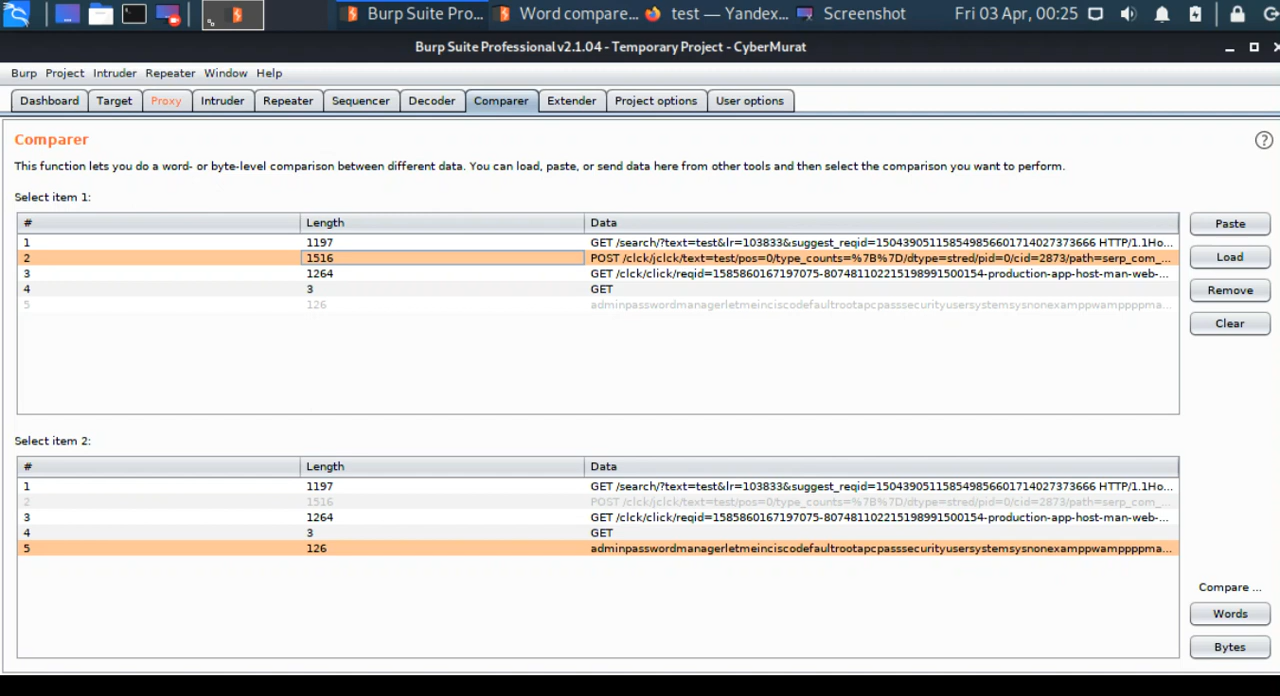 Burp Suite Pro... Word compare... test — Yandex... Screenshot Fri 03 Apr, 00:25
Burp Suite Professional v2.1.04 - Temporary Project - CyberMurat
Burp Project Intruder Repeater Window Help
Dashboard Target Proxy Intruder Repeater Sequencer Decoder Comparer Extender Project options User options
Comparer ?
This function lets you do a word- or byte-level comparison between different data. You can load, paste, or send data here from other tools and then select the comparison you want to perform.
Select item 1:
# Length Data Paste
1 1197 GET /search/?text=test&lr=103833&suggest_reqid=150439051158549856601714027373666 HTTP/1.1Ho...
2 1516 POST /clck/jclck/text=test/pos=0/type_counts=%7B%7D/dtype=stred/pid=0/cid=2873/path=serp_com_... Load
3 1264 GET /clck/click/reqid=1585860167197075-807481102215198991500154-production-app-host-man-web-...
4 3 GET Remove
5 126 adminpasswordmanagerletmeinciscodefaultrootapcpasssecurityusersystemsysnonexamppwamppppma...
Clear
Select item 2:
# Length Data
1 1197 GET /search/?text=test&lr=103833&suggest_reqid=150439051158549856601714027373666 HTTP/1.1Ho...
2 1516 POST /clck/jclck/text=test/pos=0/type_counts=%7B%7D/dtype=stred/pid=0/cid=2873/path=serp_com_...
3 1264 GET /clck/click/reqid=1585860167197075-807481102215198991500154-production-app-host-man-web-...
4 3 GET
5 126 adminpasswordmanagerletmeinciscodefaultrootapcpasssecurityusersystemsysnonexamppwamppppma...
Compare ...
Words
Bytes